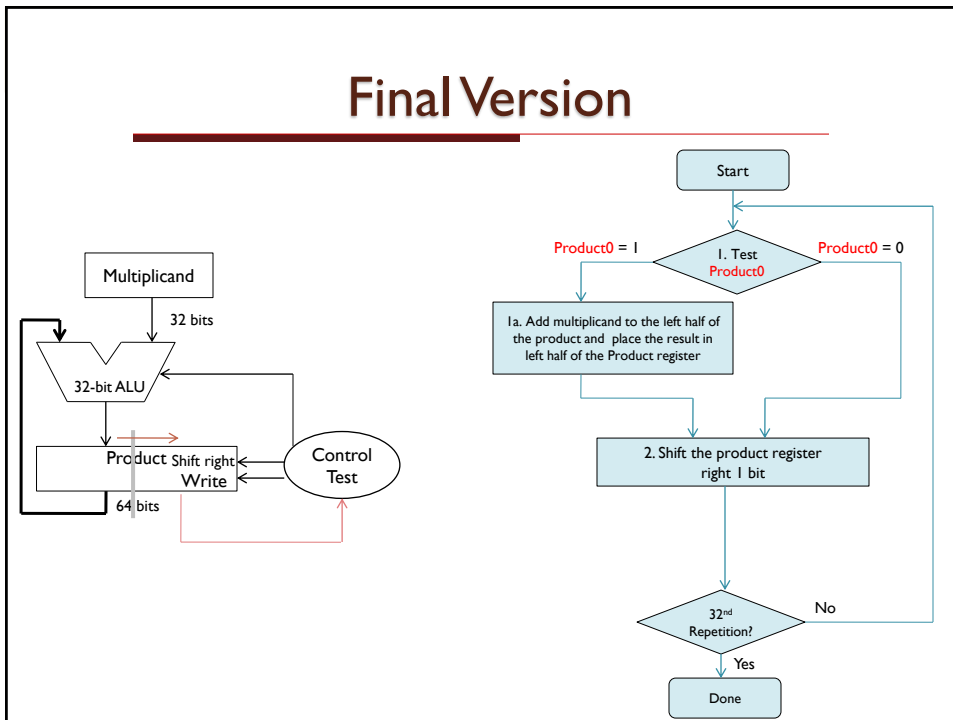 Final Version
Multiplicand
32 bits
32-bit ALU
Product Shift right
Write
64 bits
Control
Test
Start
Product0 = 1
Product0 = 0
1. Test
Product0
1a. Add multiplicand to the left half of
the product and place the result in
left half of the Product register
2. Shift the product register
right 1 bit
32nd
Repetition?
No
Yes
Done